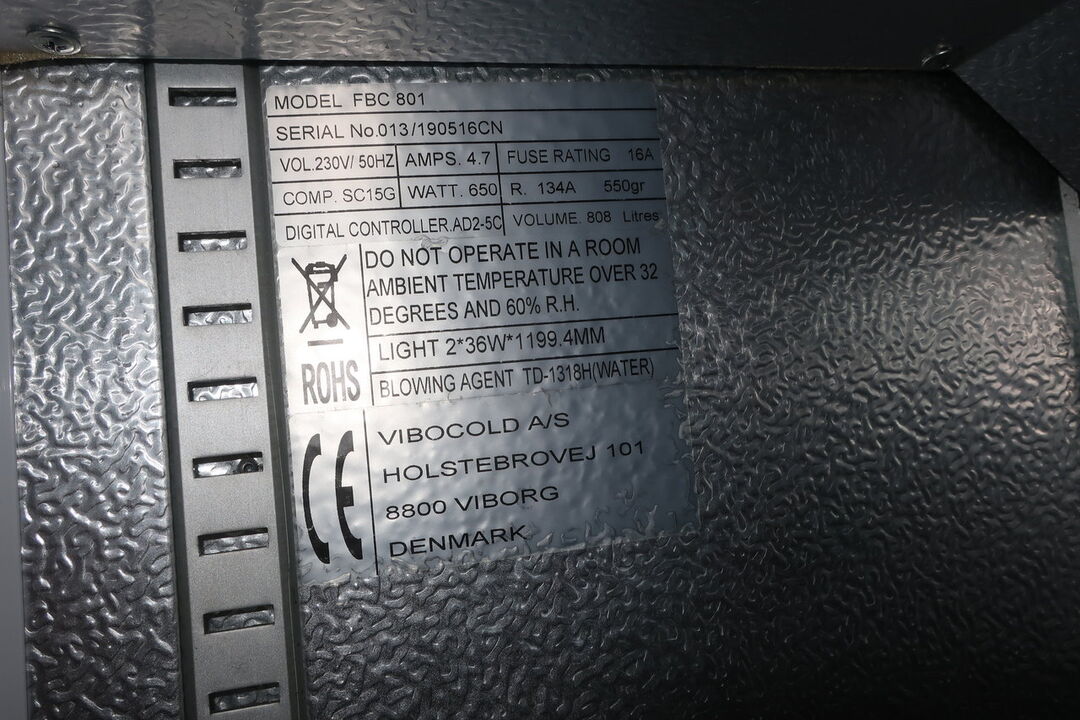 MODEL FBC 801
SERIAL No.013/190516CN
VOL.230V/ 50HZ AMPS. 4.7 FUSE RATING 16A
COMP. SC15G WATT. 650 R. 134A 550gr
DIGITAL CONTROLLER.AD2-5C VOLUME. 808 Litres
DO NOT OPERATE IN A ROOM
AMBIENT TEMPERATURE OVER 32
DEGREES AND 60% R.H.
ROHS
LIGHT 2*36W*1199.4MM
BLOWING AGENT TD-1318H(WATER)
CE
VIBOCOLD A/S
HOLSTEBROVEJ 101
8800 VIBORG
DENMARK